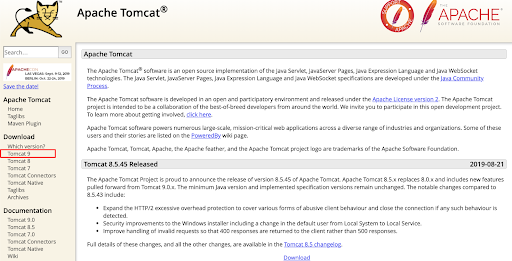 Apache Tomcat®
SUPPORT APACHE
THE
APACHE
SOFTWARE FOUNDATION
Search...
GO
APACHECON
LAS VEGAS: Sept. 9-12, 2019
BERLIN: Oct. 22-24, 2019
Save the date!
Apache Tomcat
Home
Taglibs
Maven Plugin
Download
Which version?
Tomcat 9
Tomcat 8
Tomcat 7
Tomcat Connectors
Tomcat Native
Taglibs
Archives
Documentation
Tomcat 9.0
Tomcat 8.5
Tomcat 7.0
Tomcat Connectors
Tomcat Native
Wiki
Apache Tomcat
The Apache Tomcat® software is an open source implementation of the Java Servlet, JavaServer Pages, Java Expression Language and Java WebSocket
technologies. The Java Servlet, JavaServer Pages, Java Expression Language and Java WebSocket specifications are developed under the Java Community
Process.
The Apache Tomcat software is developed in an open and participatory environment and released under the Apache License version 2. The Apache Tomcat
project is intended to be a collaboration of the best-of-breed developers from around the world. We invite you to participate in this open development project.
To learn more about getting involved, click here.
Apache Tomcat software powers numerous large-scale, mission-critical web applications across a diverse range of industries and organizations. Some of these
users and their stories are listed on the PoweredBy wiki page.
Apache Tomcat, Tomcat, Apache, the Apache feather, and the Apache Tomcat project logo are trademarks of the Apache Software Foundation.
Tomcat 8.5.45 Released 2019-08-21
The Apache Tomcat Project is proud to announce the release of version 8.5.45 of Apache Tomcat. Apache Tomcat 8.5.x replaces 8.0.x and includes new features
pulled forward from Tomcat 9.0.x. The minimum Java version and implemented specification versions remain unchanged. The notable changes compared to
8.5.43 include:
• Expand the HTTP/2 excessive overhead protection to cover various forms of abusive client behaviour and close the connection if any such behaviour is
detected.
• Security improvements to the Windows installer including a change in the default user from Local System to Local Service.
• Improve handling of invalid requests so that 400 responses are returned to the client rather than 500 responses.
Full details of these changes, and all the other changes, are available in the Tomcat 8.5 changelog.
Download